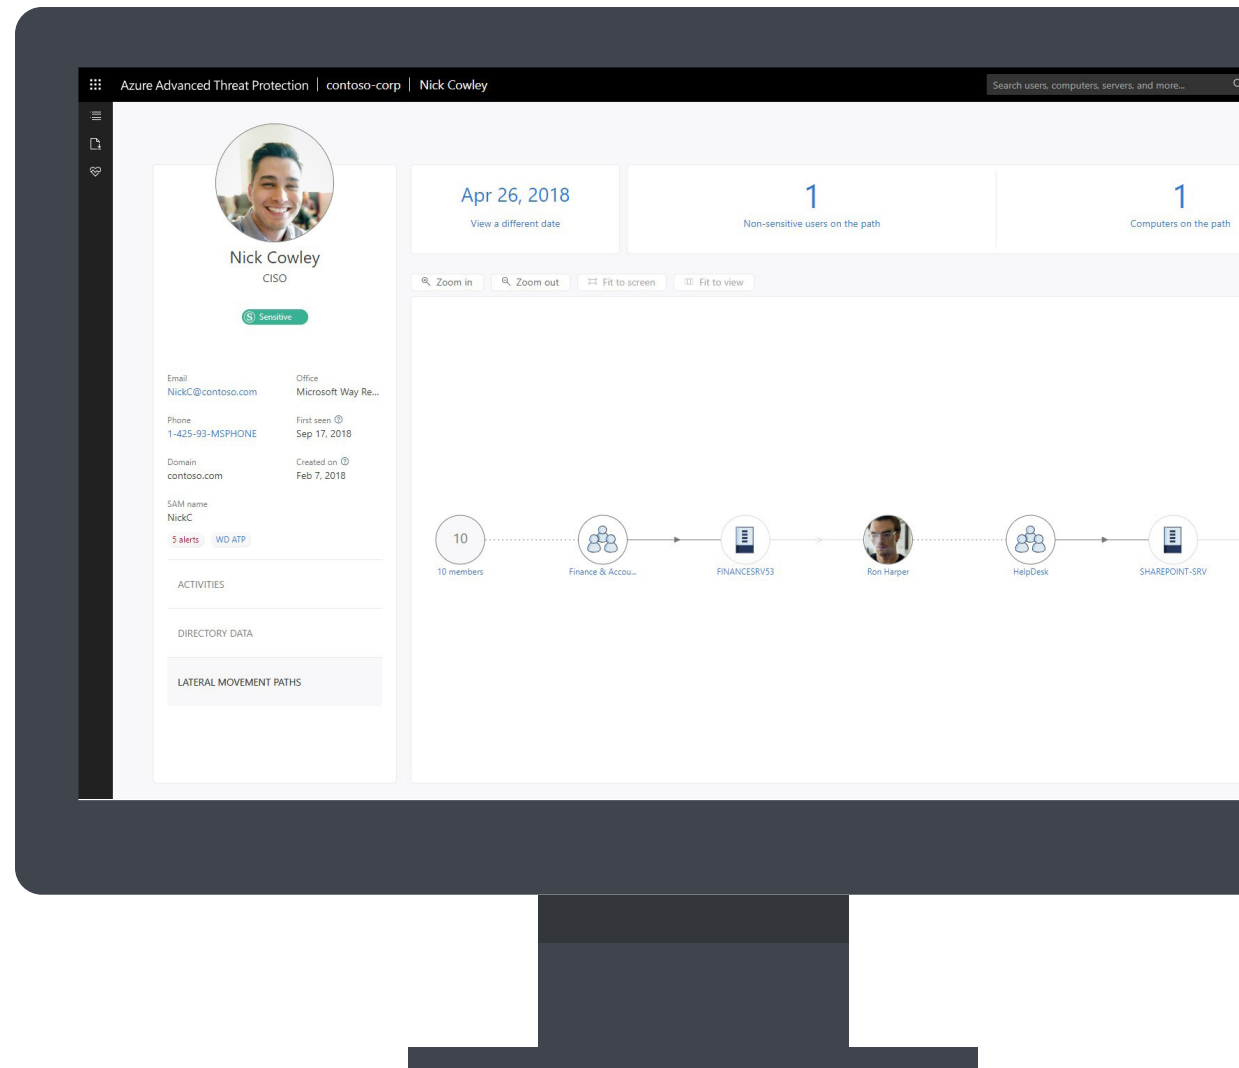 Azure Advanced Threat Protection | contoso-corp | Nick Cowley
Search users, computers, servers, and more...
Nick Cowley
CISO
S Sensitive
Email
NickC@contoso.com
Office
Microsoft Way Re...
Phone
1-425-93-MSPHONE
First seen ?
Sep 17, 2018
Domain
contoso.com
Created on ?
Feb 7, 2018
SAM name
NickC
5 alerts WD ATP
ACTIVITIES
DIRECTORY DATA
LATERAL MOVEMENT PATHS
Apr 26, 2018
View a different date
1
Non-sensitive users on the path
1
Computers on the path
Zoom in Zoom out Fit to screen Fit to view
10
10 members
Finance & Accou...
FINANCESRV53
Ron Harper
HelpDesk
SHAREPOINT-SRV